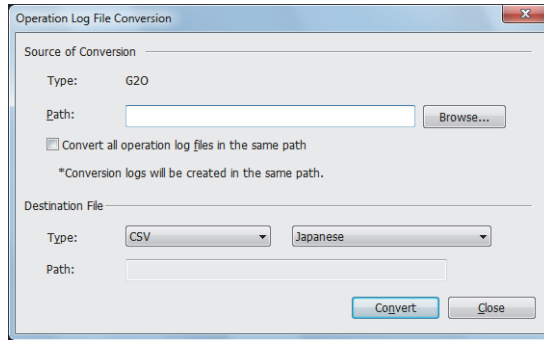 Operation Log File Conversion
Source of Conversion
Type: G2O
Path: Browse...
Convert all operation log files in the same path
*Conversion logs will be created in the same path.
Destination File
Type: CSV Japanese
Path:
Convert Close